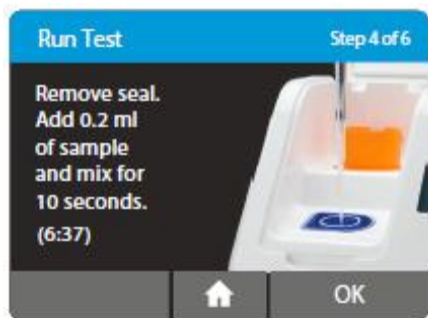 Run Test
Step 4 of 6
Remove seal.
Add 0.2 ml
of sample
and mix for
10 seconds.
(6:37)
OK